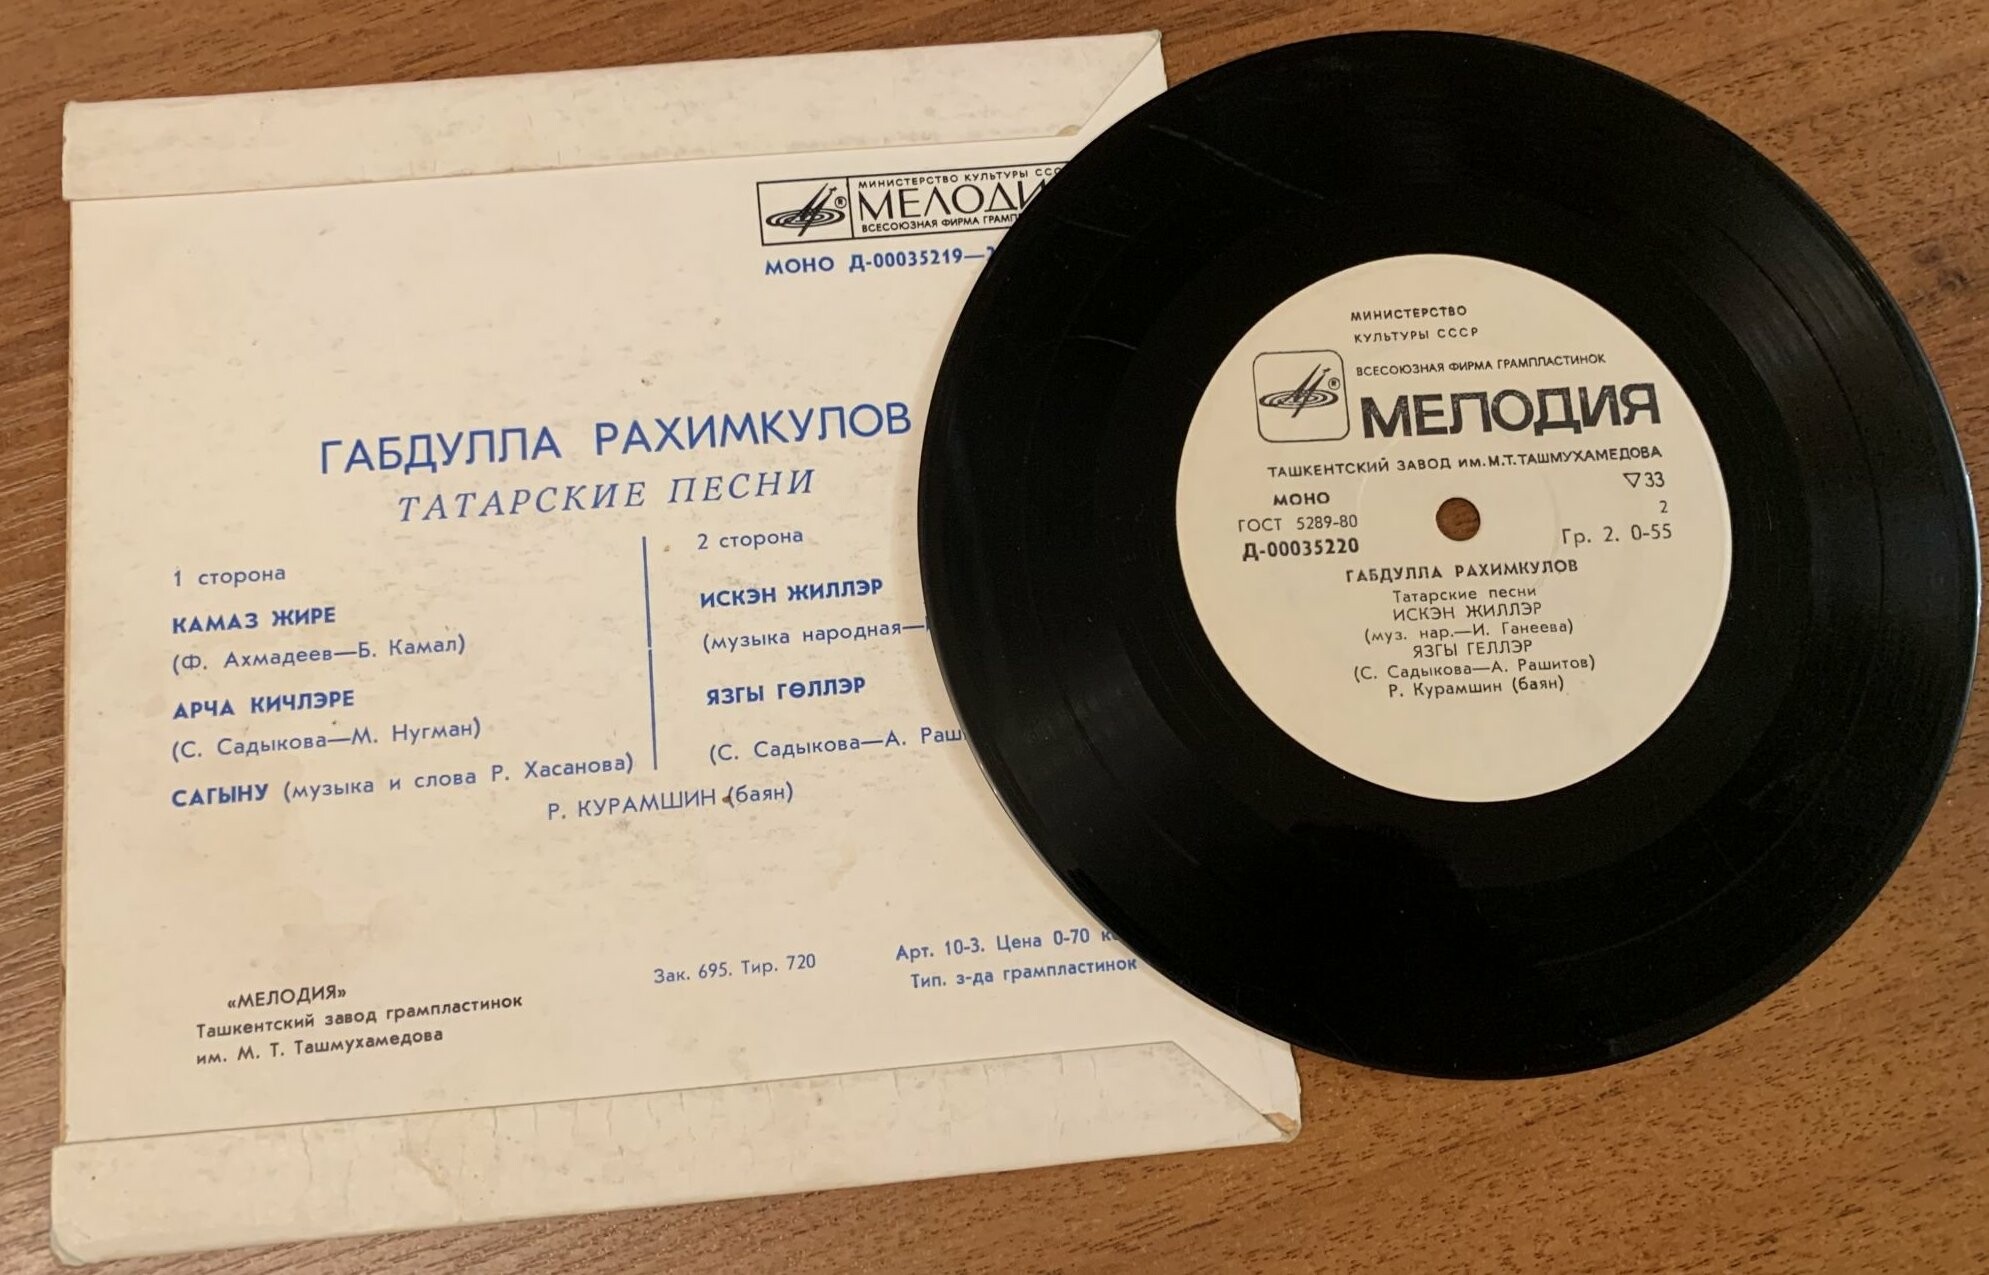 МИНИСТЕРСТВО КУЛЬТУРЫ
МЕЛОДИ
ВСЕСОЮЗНАЯ ФИРМА
МОНО Д-00035219—2
ГАБДУЛЛА РАХИМКУЛОВ
ТАТАРСКИЕ ПЕСНИ
1 сторона
КАМАЗ ЖИРЕ
(Ф. Ахмадеев—Б. Камал)
АРЧА КИЧЛЭРЕ
(С. Садыкова—М. Нугман)
САГЫНУ (музыка и слова Р. Хасанова)
2 сторона
ИСКЭН ЖИЛЛЭР
(музыка народная—
ЯЗГЫ ГӨЛЛЭР
(С. Садыкова—А. Раш
Р. КУРАМШИН (баян)
«МЕЛОДИЯ»
Ташкентский завод грампластинок
им. М. Т. Ташмухамедова
Зак. 695. Тир. 720
Арт. 10-3. Цена 0-70
Тип. з-да грампластинок
МИНИСТЕРСТВО
КУЛЬТУРЫ СССР
ВСЕСОЮЗНАЯ ФИРМА ГРАМПЛАСТИНОК
МЕЛОДИЯ
ТАШКЕНТСКИЙ ЗАВОД ИМ. М.Т. ТАШМУХАМЕДОВА
МОНО
ГОСТ 5289-80
Д-00035220
▽33
2
Гр. 2. 0-55
ГАБДУЛЛА РАХИМКУЛОВ
Татарские песни
ИСКЭН ЖИЛЛЭР
(муз. нар.—И. Ганеева)
ЯЗГЫ ГЕЛЛЭР
(С. Садыкова—А. Рашитов)
Р. Курамшин (баян)